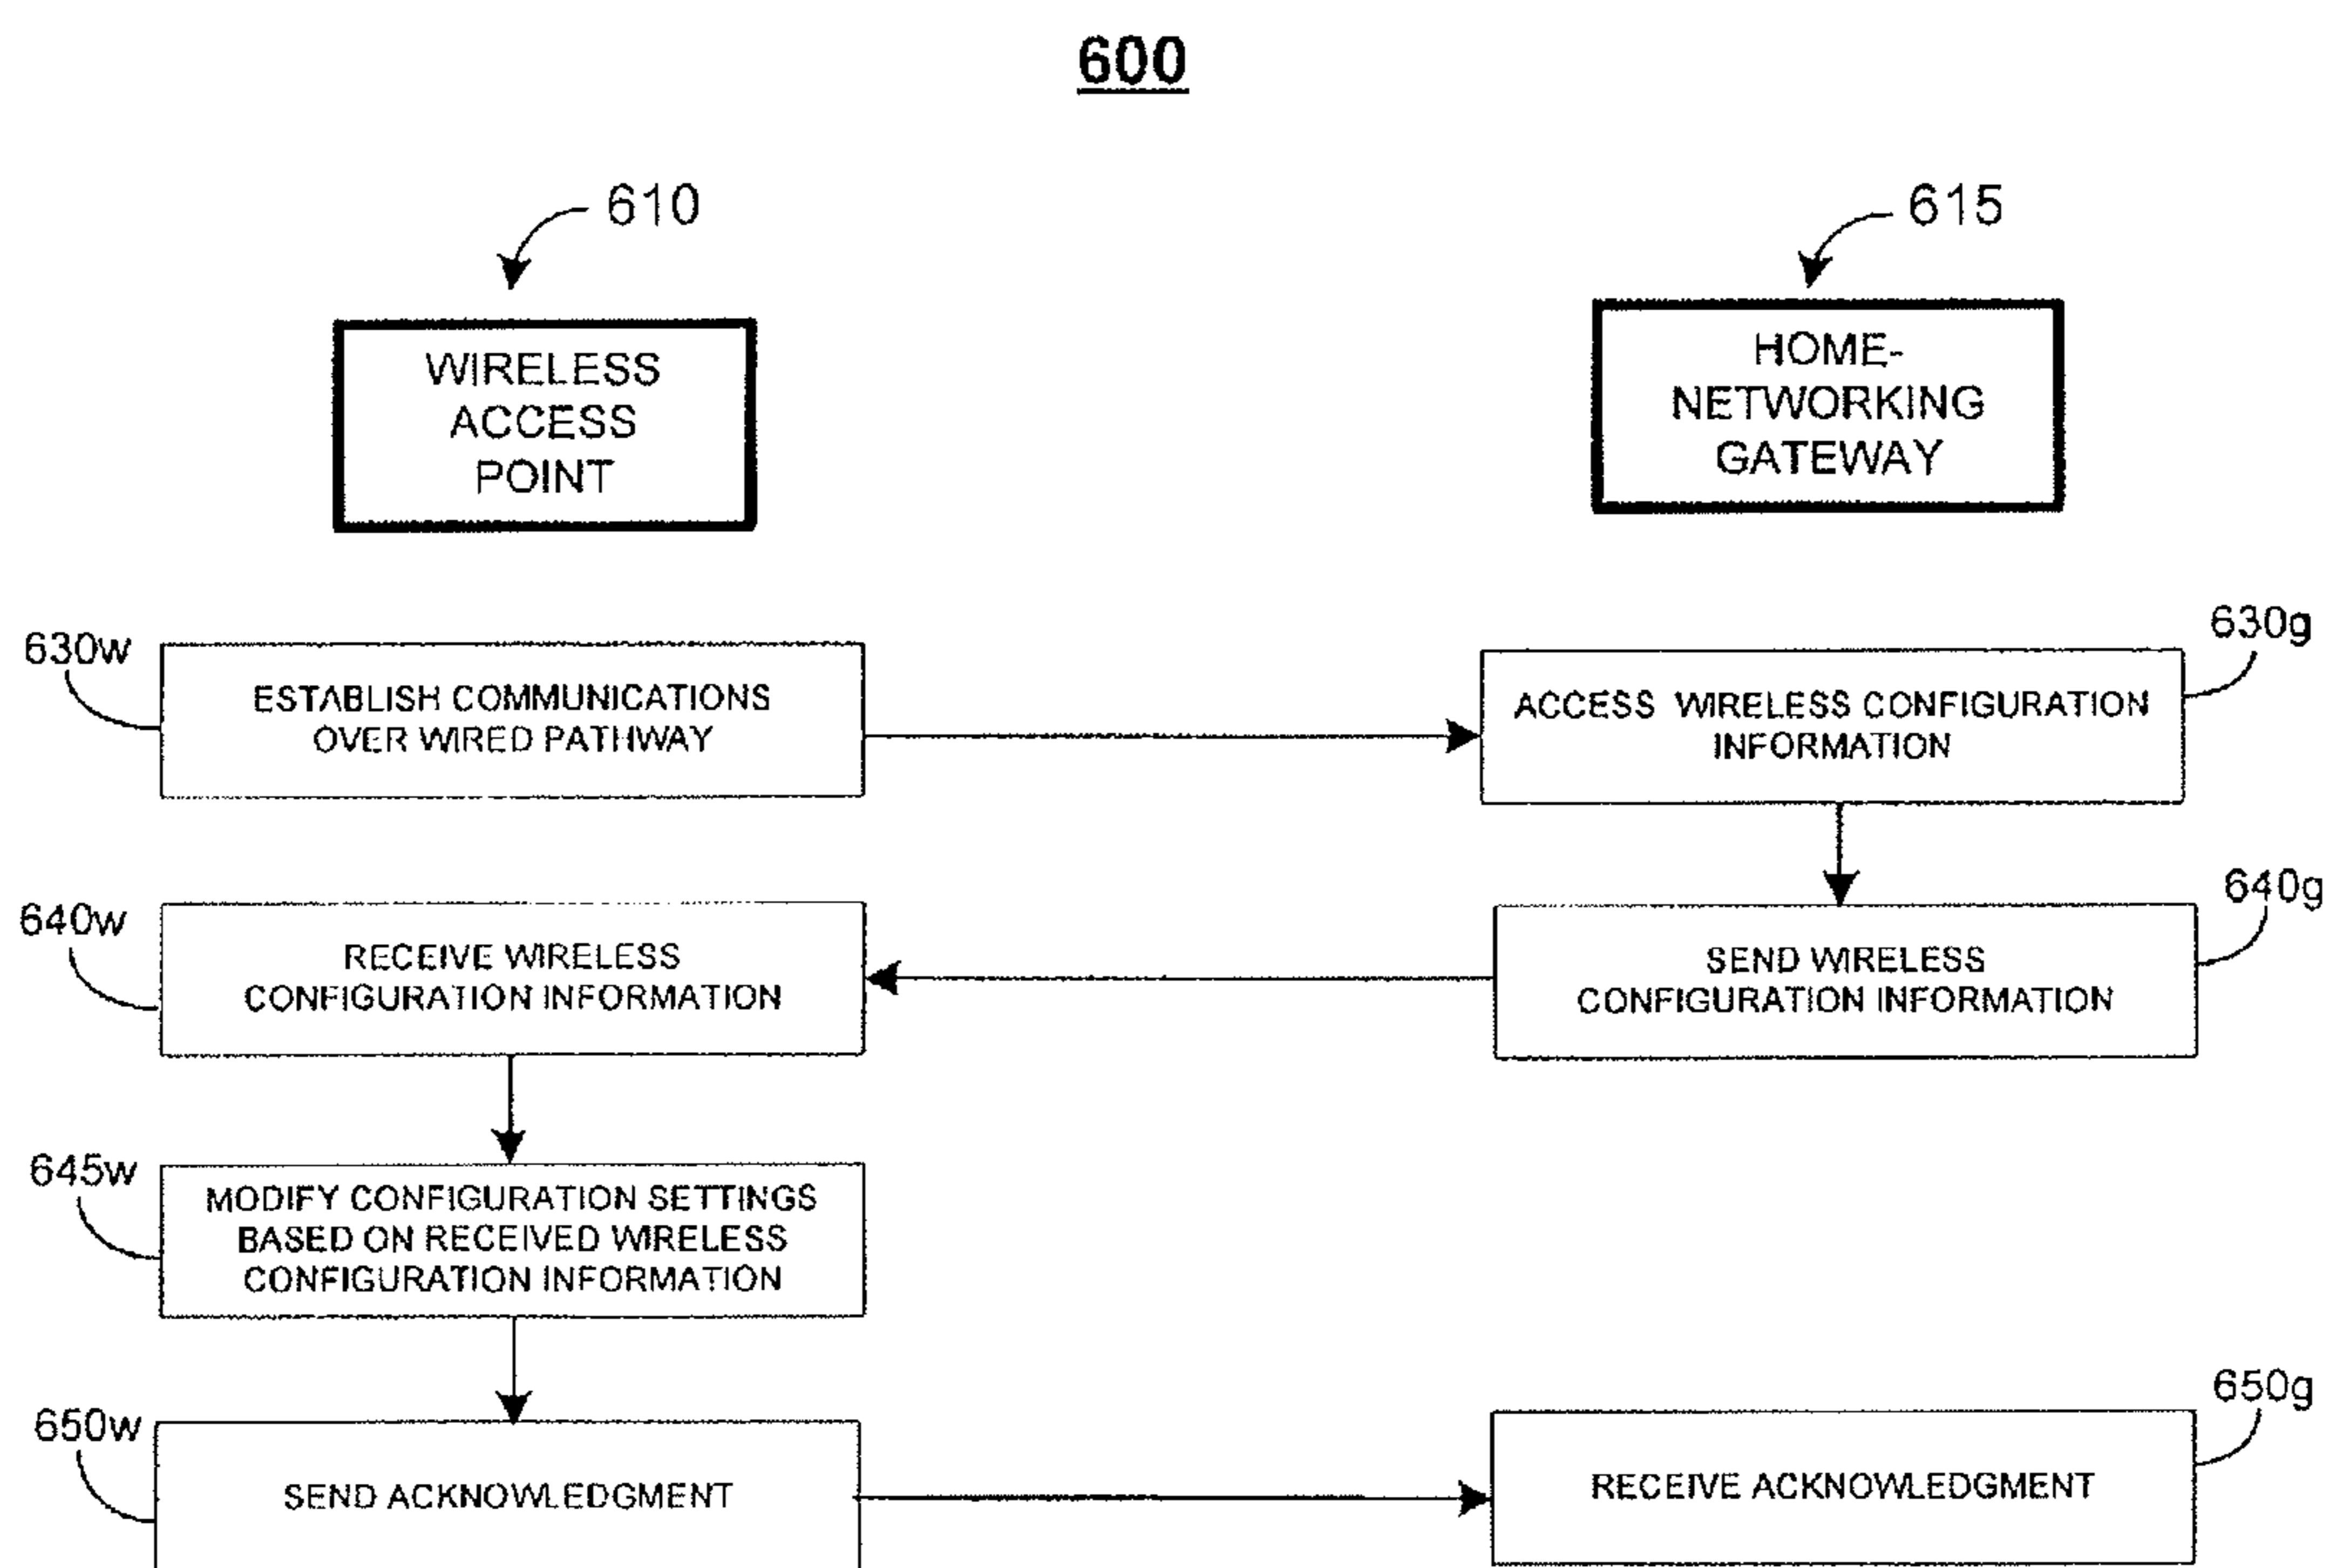 600
610
615
WIRELESS
ACCESS
POINT
HOME-
NETWORKING
GATEWAY
630w
ESTABLISH COMMUNICATIONS
OVER WIRED PATHWAY
630g
ACCESS WIRELESS CONFIGURATION
INFORMATION
640w
RECEIVE WIRELESS
CONFIGURATION INFORMATION
640g
SEND WIRELESS
CONFIGURATION INFORMATION
645w
MODIFY CONFIGURATION SETTINGS
BASED ON RECEIVED WIRELESS
CONFIGURATION INFORMATION
650w
SEND ACKNOWLEDGMENT
650g
RECEIVE ACKNOWLEDGMENT